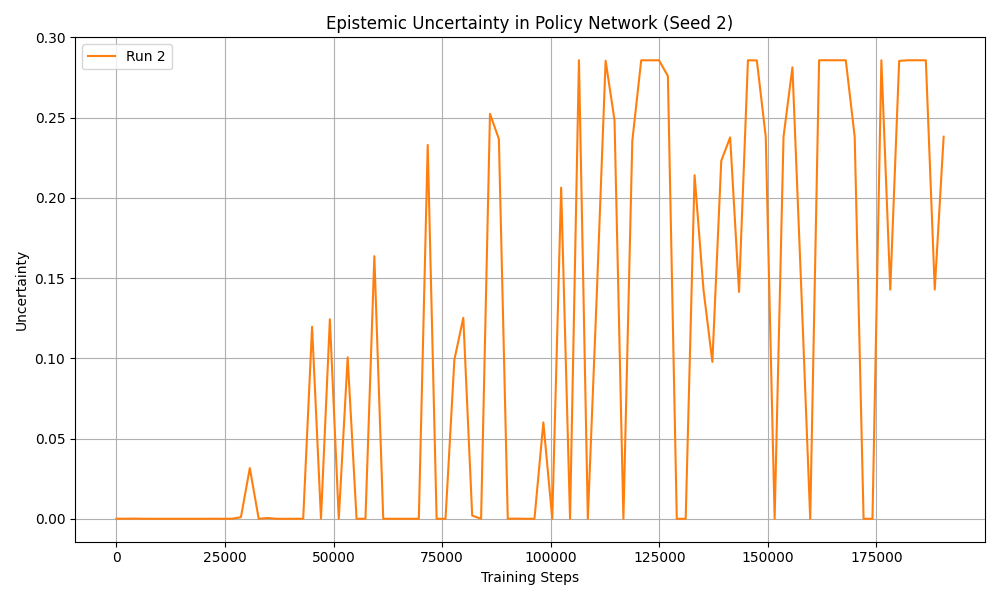 Epistemic Uncertainty in Policy Network (Seed 2)
Run 2
0.30
0.25
0.20
0.15
0.10
0.05
0.00
Uncertainty
0 25000 50000 75000 100000 125000 150000 175000
Training Steps